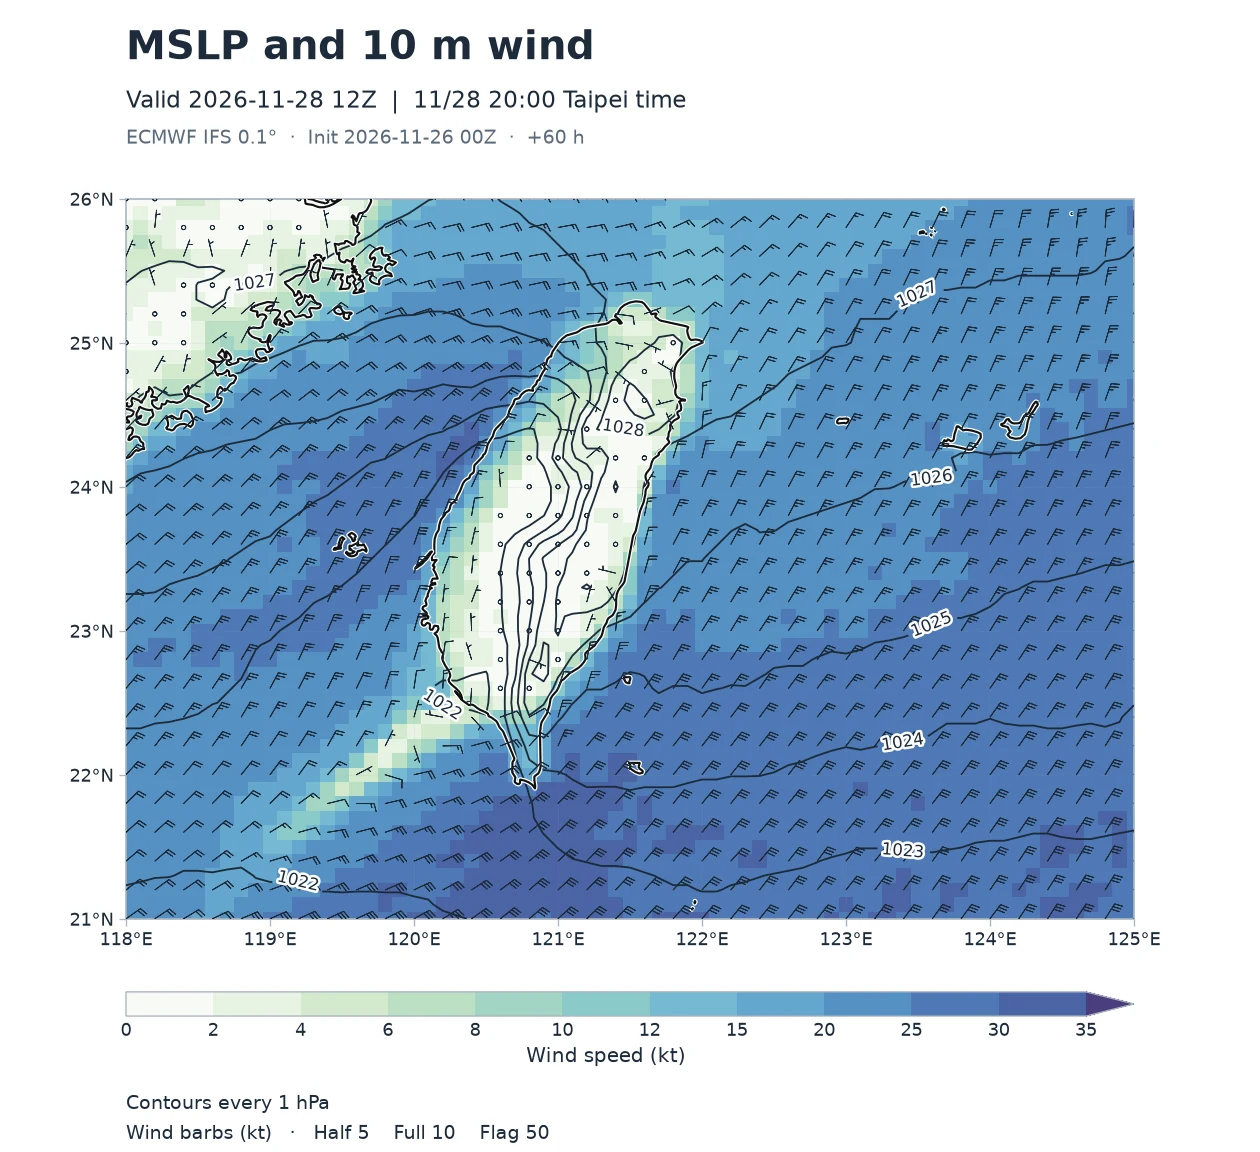 MSLP and 10 m wind
Valid 2026-11-28 12Z | 11/28 20:00 Taipei time
ECMWF IFS 0.1° · Init 2026-11-26 00Z · +60 h
26°N
25°N
24°N
23°N
22°N
21°N
1027
1027
1028
1026
1025
1022
1024
1023
1022
118°E 119°E 120°E 121°E 122°E 123°E 124°E 125°E
0 2 4 6 8 10 12 15 20 25 30 35
Wind speed (kt)
Contours every 1 hPa
Wind barbs (kt) · Half 5 Full 10 Flag 50